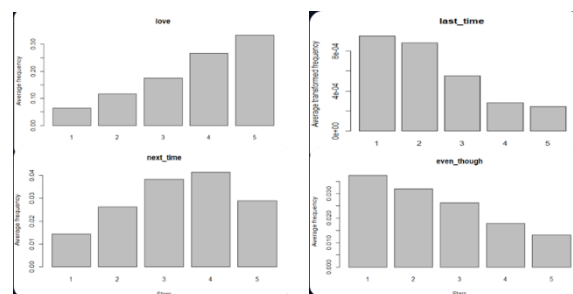 love
Average frequency
0.00
0.10
0.20
0.30
1 2 3 4 5
last_time
Average transformed frequency
0e+00
4e-04
8e-04
1 2 3 4 5
next_time
Average frequency
0.00
0.01
0.02
0.03
0.04
1 2 3 4 5
even_though
Average frequency
0.000
0.010
0.020
0.030
1 2 3 4 5